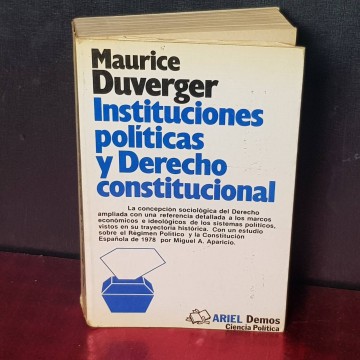 Maurice
Duverger
Instituciones
políticas
y Derecho
constitucional
La concepción sociológica del Derecho
ampliada con una referencia detallada a los marcos
económicos e ideológicos de los sistemas políticos,
vistos en su trayectoria histórica. Con un estudio
sobre el Régimen Político y la Constitución
Española de 1978 por Miguel A. Aparicio.
ARIEL Demos
Ciencia Política